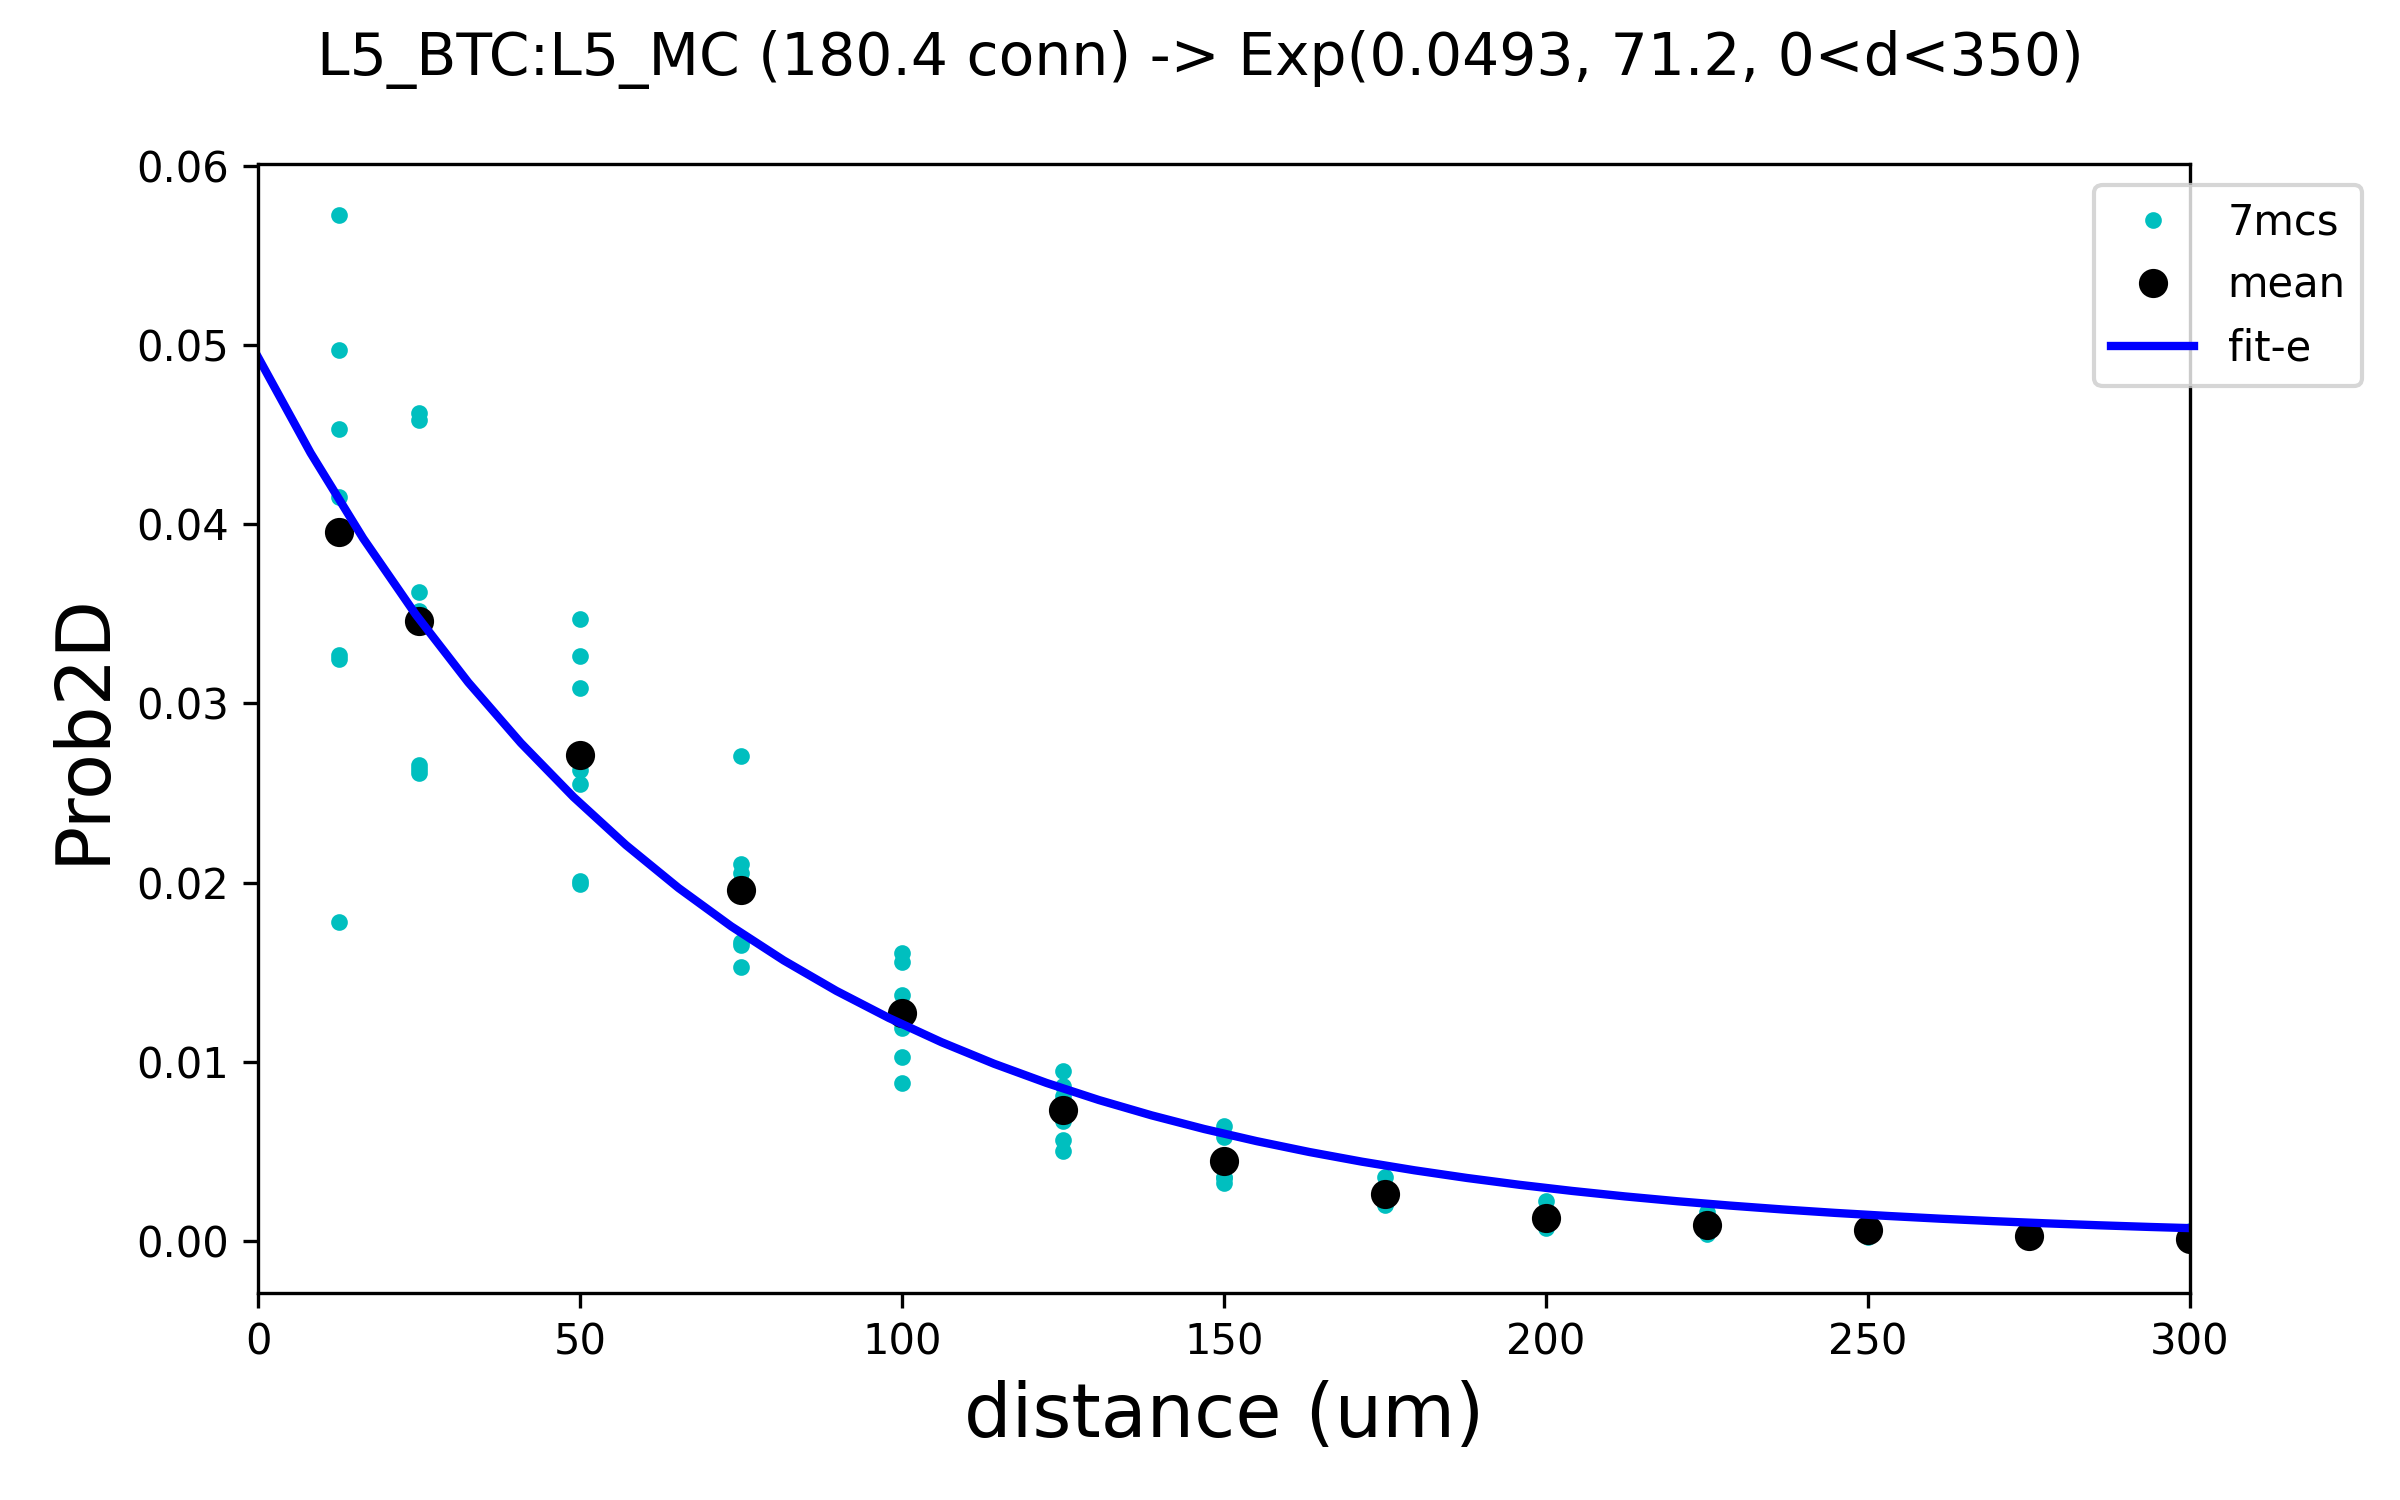 L5_BTC:L5_MC (180.4 conn) -> Exp(0.0493, 71.2, 0<d<350)
0.06
0.05
0.04
0.03
0.02
0.01
0.00
Prob2D
7mcs
mean
fit-e
0 50 100 150 200 250 300
distance (um)